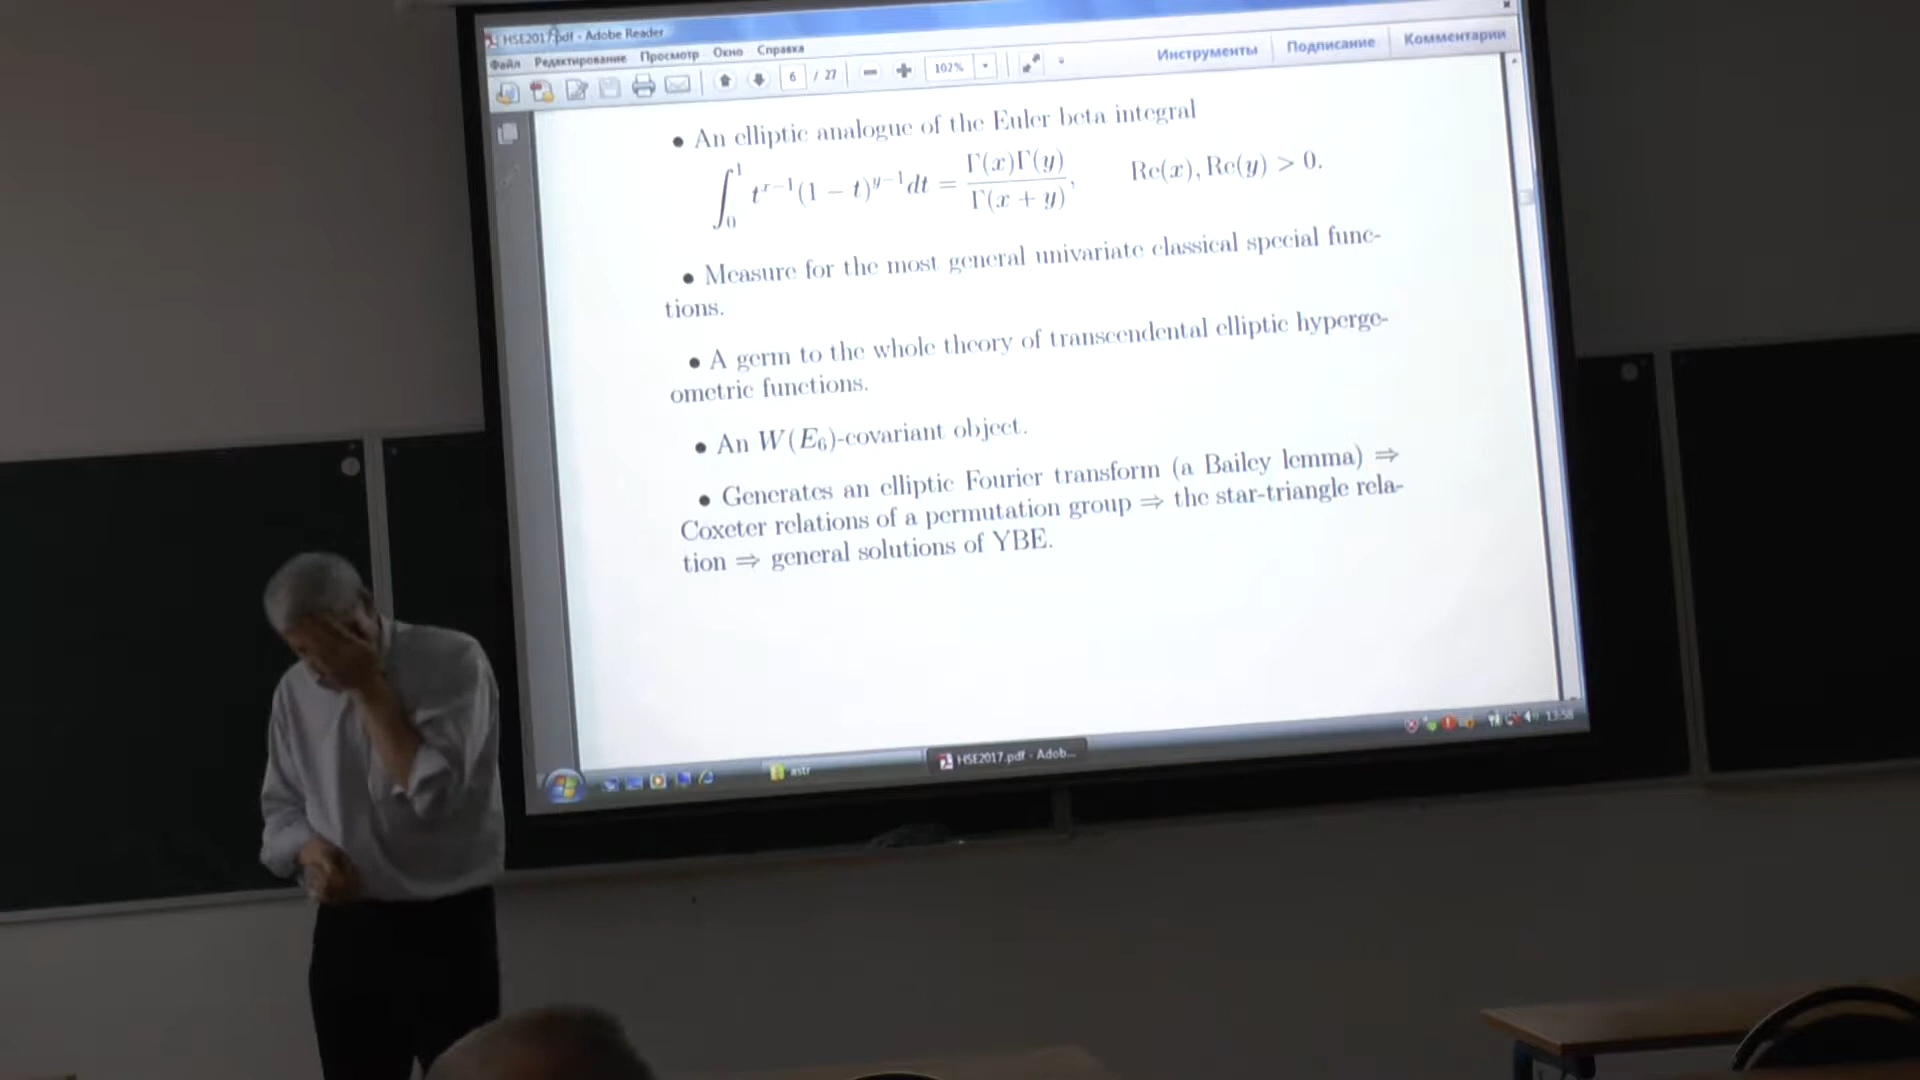 HSE2017.pdf - Adobe Reader
Файл Редактирование Просмотр Окно Справка
6 / 27 102% Инструменты Подписание Комментарии
• An elliptic analogue of the Euler beta integral
∫₀¹ t^{x−1}(1 − t)^{y−1}dt = Γ(x)Γ(y) / Γ(x + y), Re(x), Re(y) > 0.
• Measure for the most general univariate classical special func-
tions.
• A germ to the whole theory of transcendental elliptic hyperge-
ometric functions.
• An W(E₆)-covariant object.
• Generates an elliptic Fourier transform (a Bailey lemma) ⇒
Coxeter relations of a permutation group ⇒ the star-triangle rela-
tion ⇒ general solutions of YBE.
astr
HSE2017.pdf - Adob...
13:58